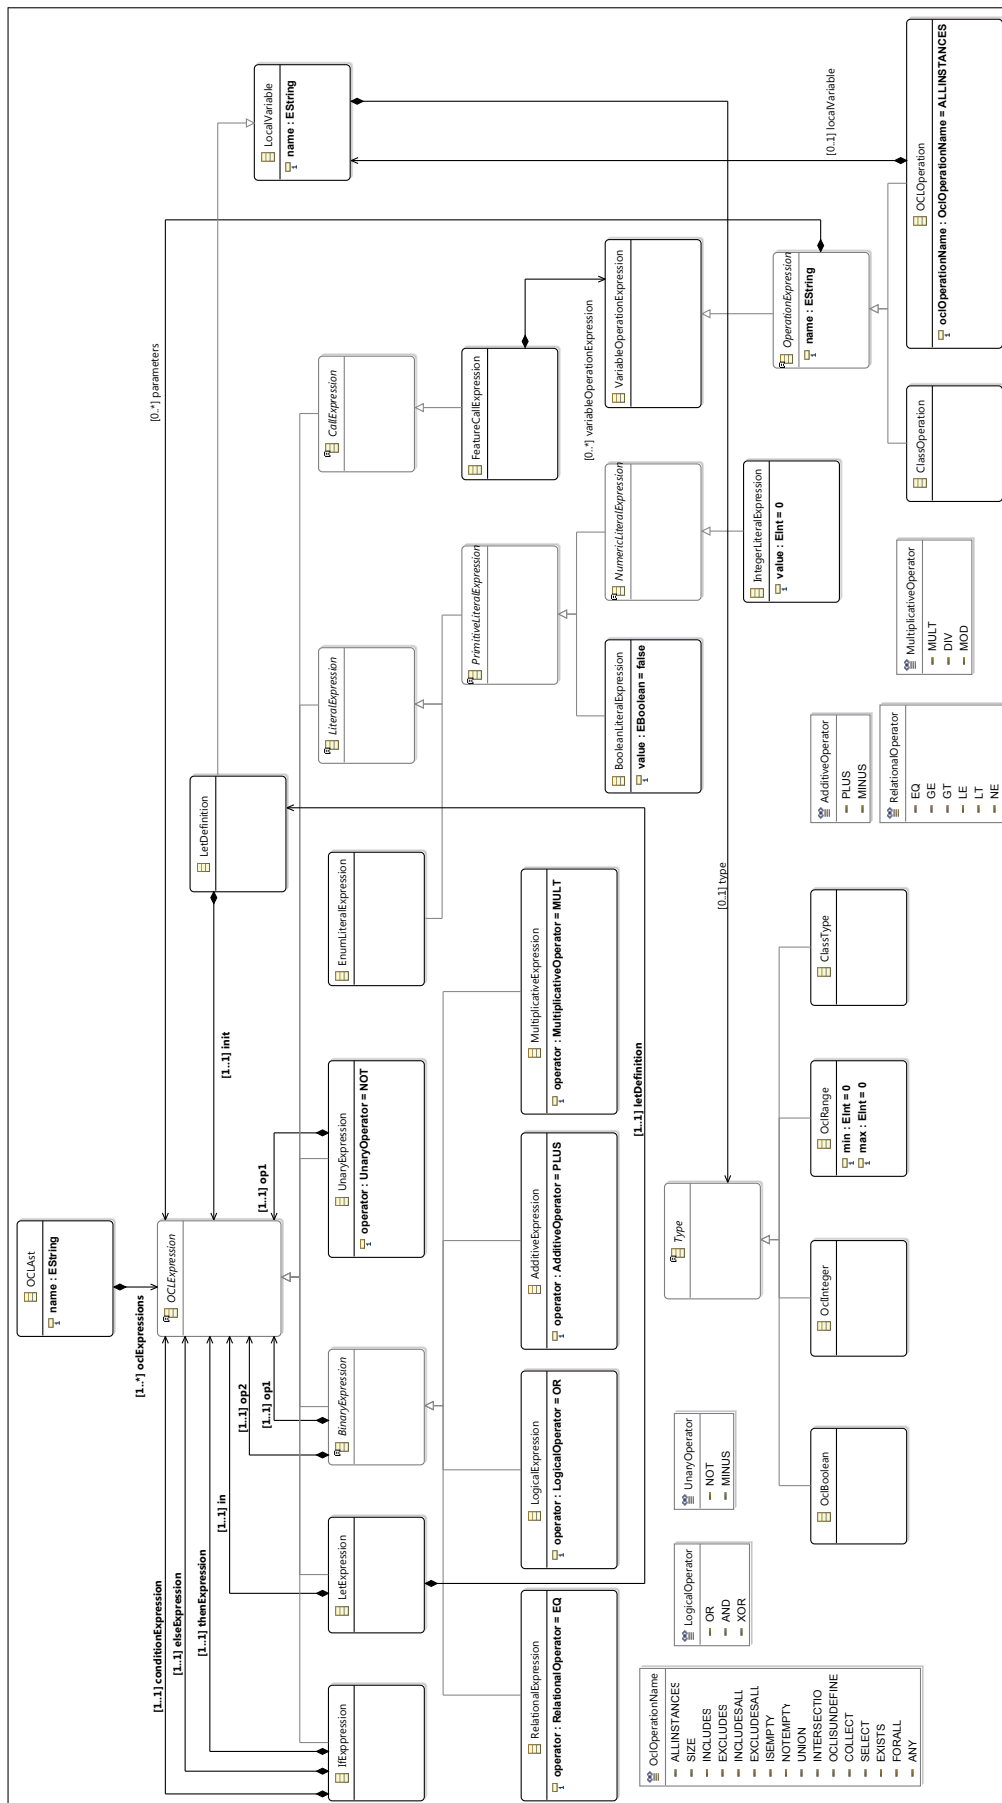 OCLAst
name : EString
[1..*] oclExpressions
[1..1] conditionExpression
[1..1] elseExpression
[1..1] thenExpression
[1..1] in
[1..1] op2
[1..1] op1
OCLExpression
[1..1] op1
[1..1] init
[0..*] parameters
LetDefinition
LocalVariable
name : EString
IfExppression
LetExpression
BinaryExpression
UnaryExpression
operator : UnaryOperator = NOT
EnumLiteralExpression
LiteralExpression
CallExpression
RelationalExpression
operator : RelationalOperator = EQ
LogicalExpression
operator : LogicalOperator = OR
AdditiveExpression
operator : AdditiveOperator = PLUS
MultiplicativeExpression
operator : MultiplicativeOperator = MULT
PrimitiveLiteralExpression
FeatureCallExpression
[0..*] variableOperationExpression
BooleanLiteralExpression
value : EBoolean = false
NumericLiteralExpression
VariableOperationExpression
[1..1] letDefinition
OclOperationName
ALLINSTANCES
SIZE
INCLUDES
EXCLUDES
INCLUDESALL
EXCLUDESALL
ISEMPTY
NOTEMPTY
UNION
INTERSECTIO
OCLISUNDEFINE
COLLECT
SELECT
EXISTS
FORALL
ANY
LogicalOperator
OR
AND
XOR
UnaryOperator
NOT
MINUS
Type
[0..1] type
IntegerLiteralExpression
value : EInt = 0
OperationExpression
name : EString
[0..1] localVariable
OclBoolean
OclInteger
OclRange
min : EInt = 0
max : EInt = 0
ClassType
AdditiveOperator
PLUS
MINUS
RelationalOperator
EQ
GE
GT
LE
LT
NE
MultiplicativeOperator
MULT
DIV
MOD
ClassOperation
OCLOperation
oclOperationName : OclOperationName = ALLINSTANCES